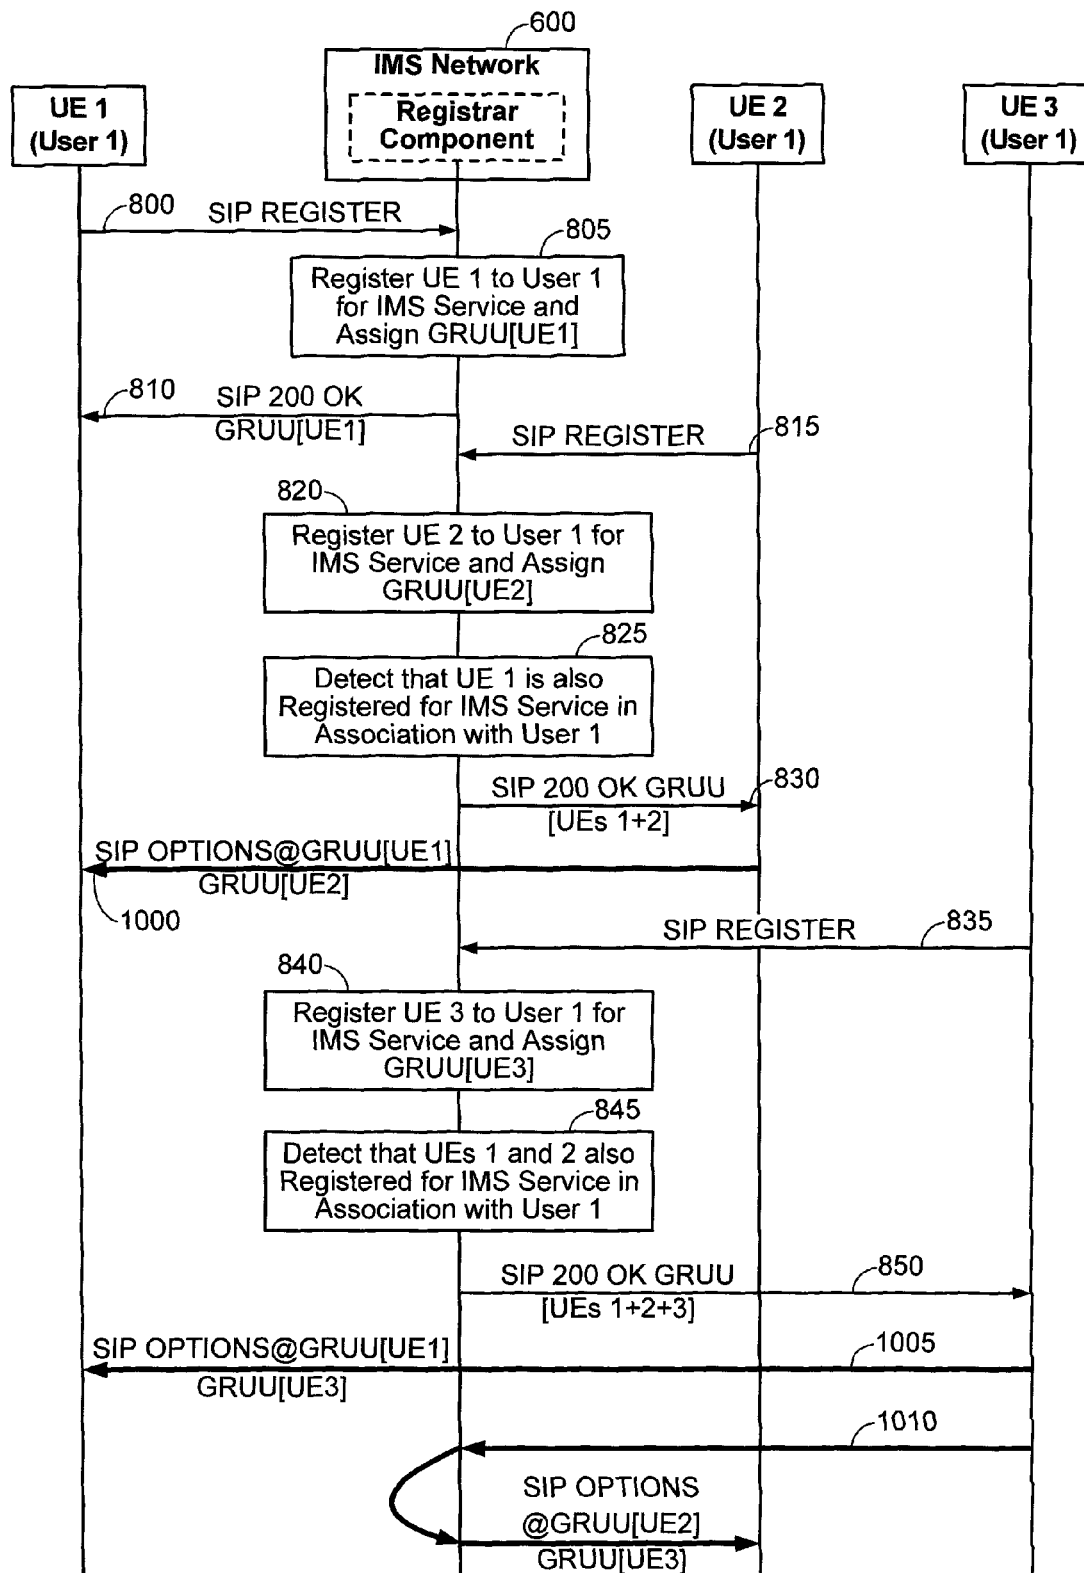 600
IMS Network
Registrar
Component
UE 1
(User 1)
UE 2
(User 1)
UE 3
(User 1)
800
SIP REGISTER
805
Register UE 1 to User 1
for IMS Service and
Assign GRUU[UE1]
810
SIP 200 OK
GRUU[UE1]
SIP REGISTER
815
820
Register UE 2 to User 1 for
IMS Service and Assign
GRUU[UE2]
825
Detect that UE 1 is also
Registered for IMS Service in
Association with User 1
SIP 200 OK GRUU
830
[UEs 1+2]
SIP OPTIONS@GRUU[UE1]
GRUU[UE2]
1000
SIP REGISTER
835
840
Register UE 3 to User 1 for
IMS Service and Assign
GRUU[UE3]
845
Detect that UEs 1 and 2 also
Registered for IMS Service in
Association with User 1
SIP 200 OK GRUU
850
[UEs 1+2+3]
SIP OPTIONS@GRUU[UE1]
1005
GRUU[UE3]
1010
SIP OPTIONS
@GRUU[UE2]
GRUU[UE3]